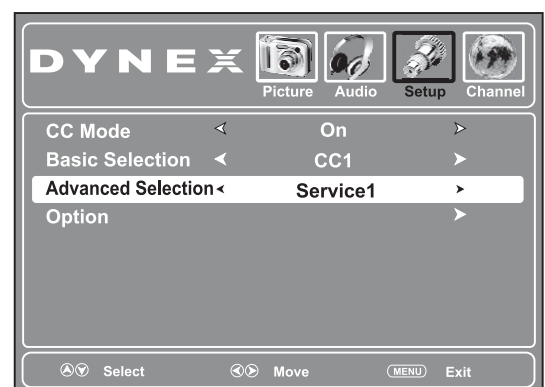 DYNEX
Picture Audio Setup Channel
CC Mode On
Basic Selection CC1
Advanced Selection Service1
Option
Select Move MENU Exit